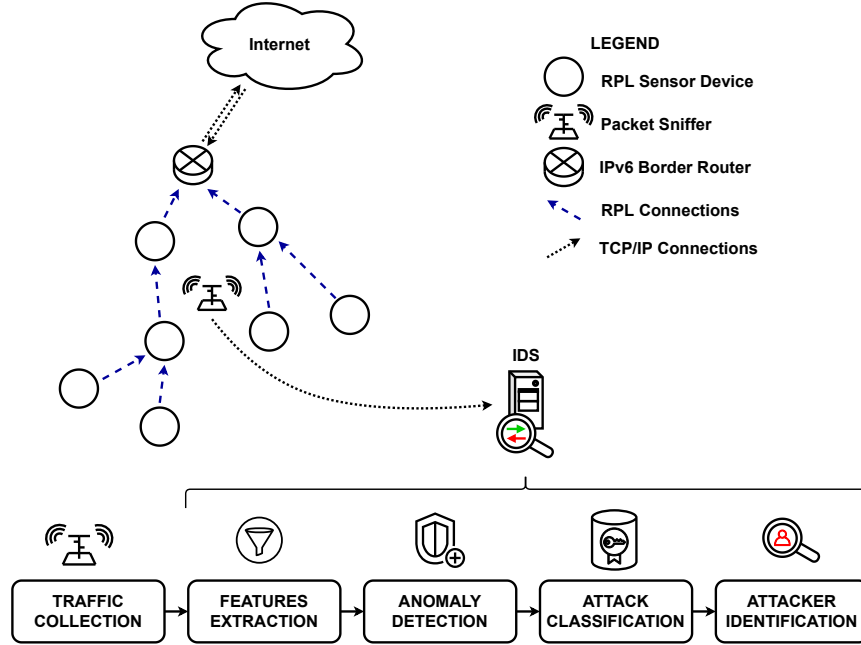 Internet
LEGEND
RPL Sensor Device
Packet Sniffer
IPv6 Border Router
RPL Connections
TCP/IP Connections
IDS
TRAFFIC
COLLECTION
FEATURES
EXTRACTION
ANOMALY
DETECTION
ATTACK
CLASSIFICATION
ATTACKER
IDENTIFICATION